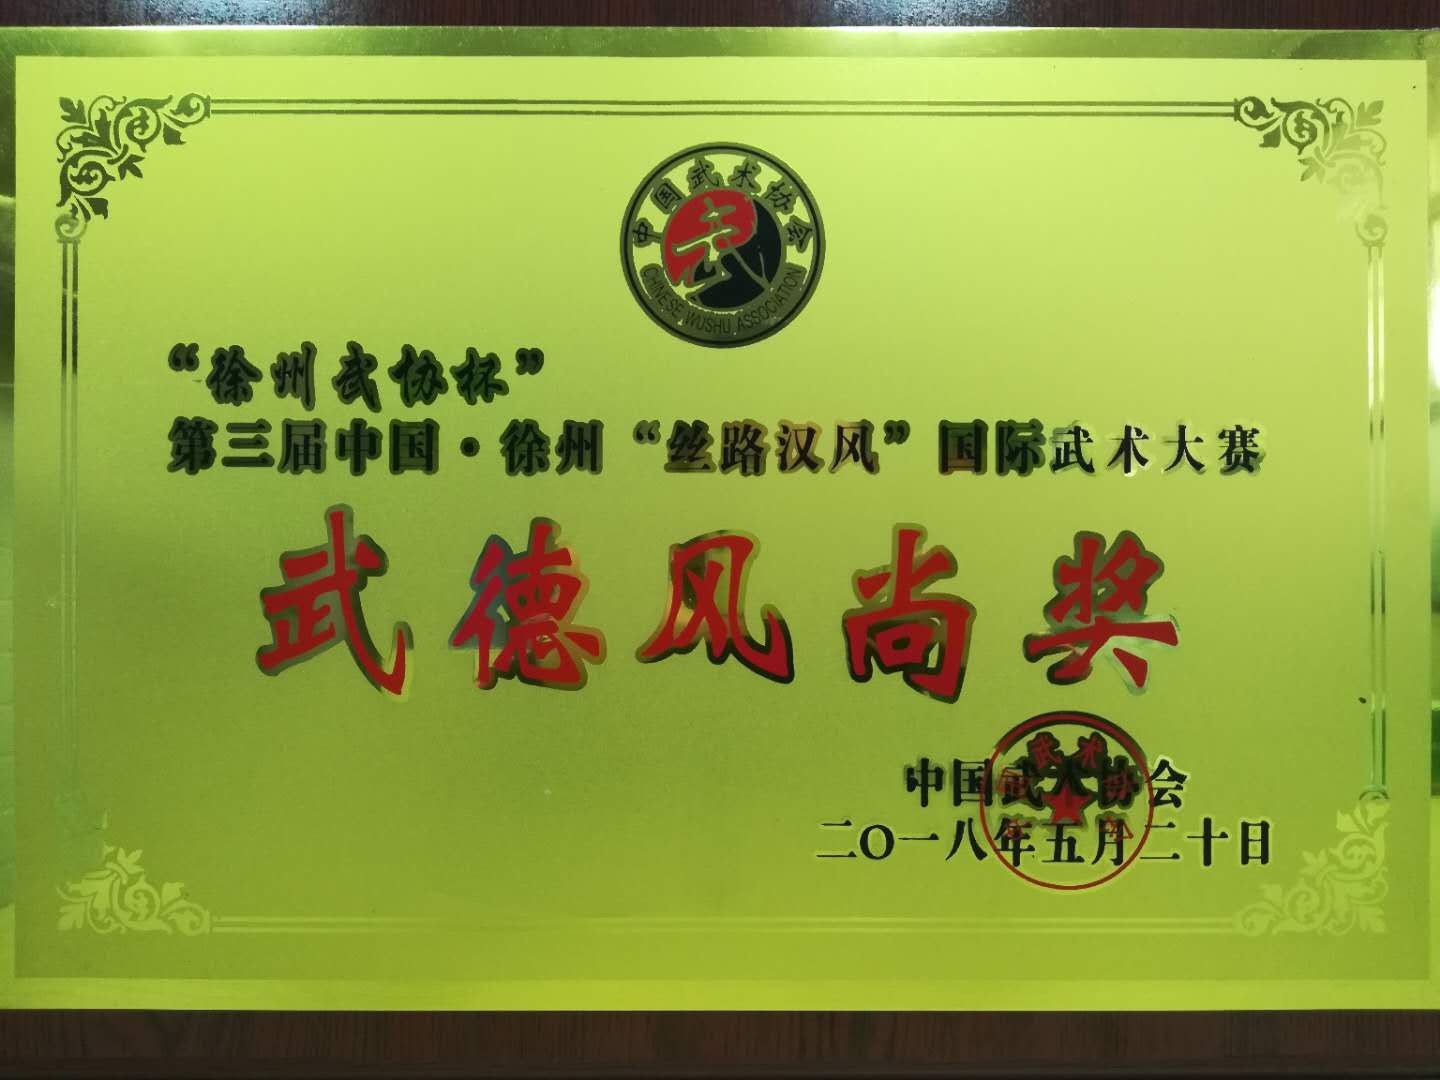 中国武术协会
CHINESE WUSHU ASSOCIATION
“徐州武协杯”
第三届中国·徐州“丝路汉风”国际武术大赛
武德风尚奖
中国武术协会
二〇一八年五月二十日